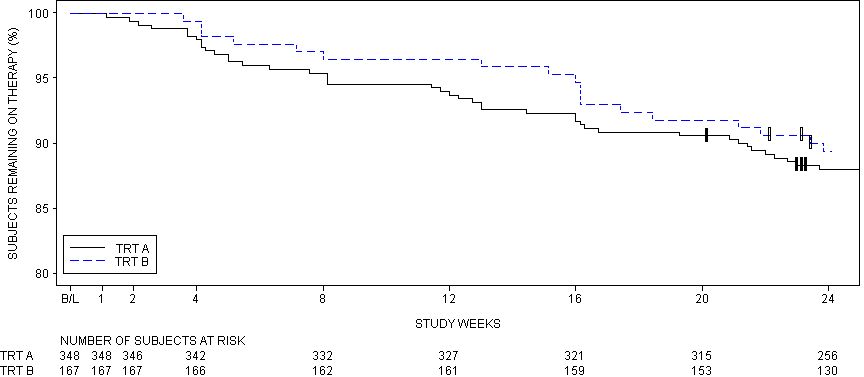 SUBJECTS REMAINING ON THERAPY (%)
100
95
90
85
80
TRT A
TRT B
B/L 1 2 4 8 12 16 20 24
STUDY WEEKS
NUMBER OF SUBJECTS AT RISK
TRT A 348 348 346 342 332 327 321 315 256
TRT B 167 167 167 166 162 161 159 153 130